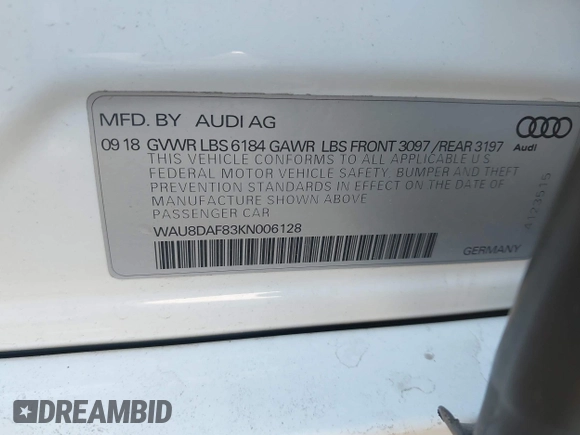 MFD. BY AUDI AG
09 18 GVWR LBS 6184 GAWR LBS FRONT 3097 /REAR 3197
THIS VEHICLE CONFORMS TO ALL APPLICABLE U S
FEDERAL MOTOR VEHICLE SAFETY, BUMPER AND THEFT
PREVENTION STANDARDS IN EFFECT ON THE DATE OF
MANUFACTURE SHOWN ABOVE
PASSENGER CAR
WAU8DAF83KN006128
Audi
4123515
GERMANY
DREAMBID